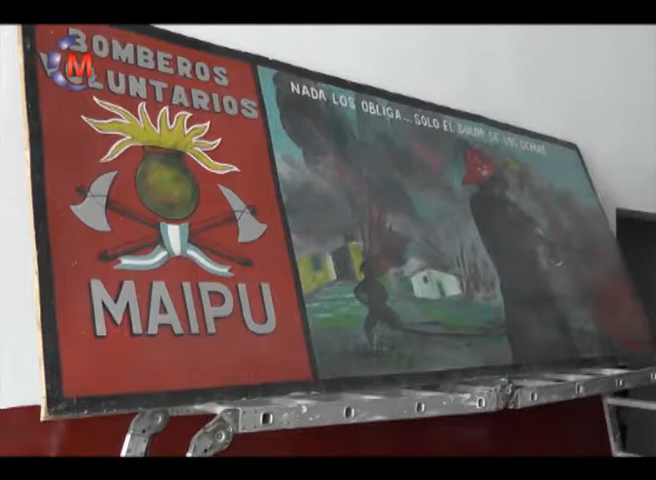 BOMBEROS
VOLUNTARIOS
MAIPU
NADA LOS OBLIGA... SOLO EL DOLOR DE LOS DEMAS
M